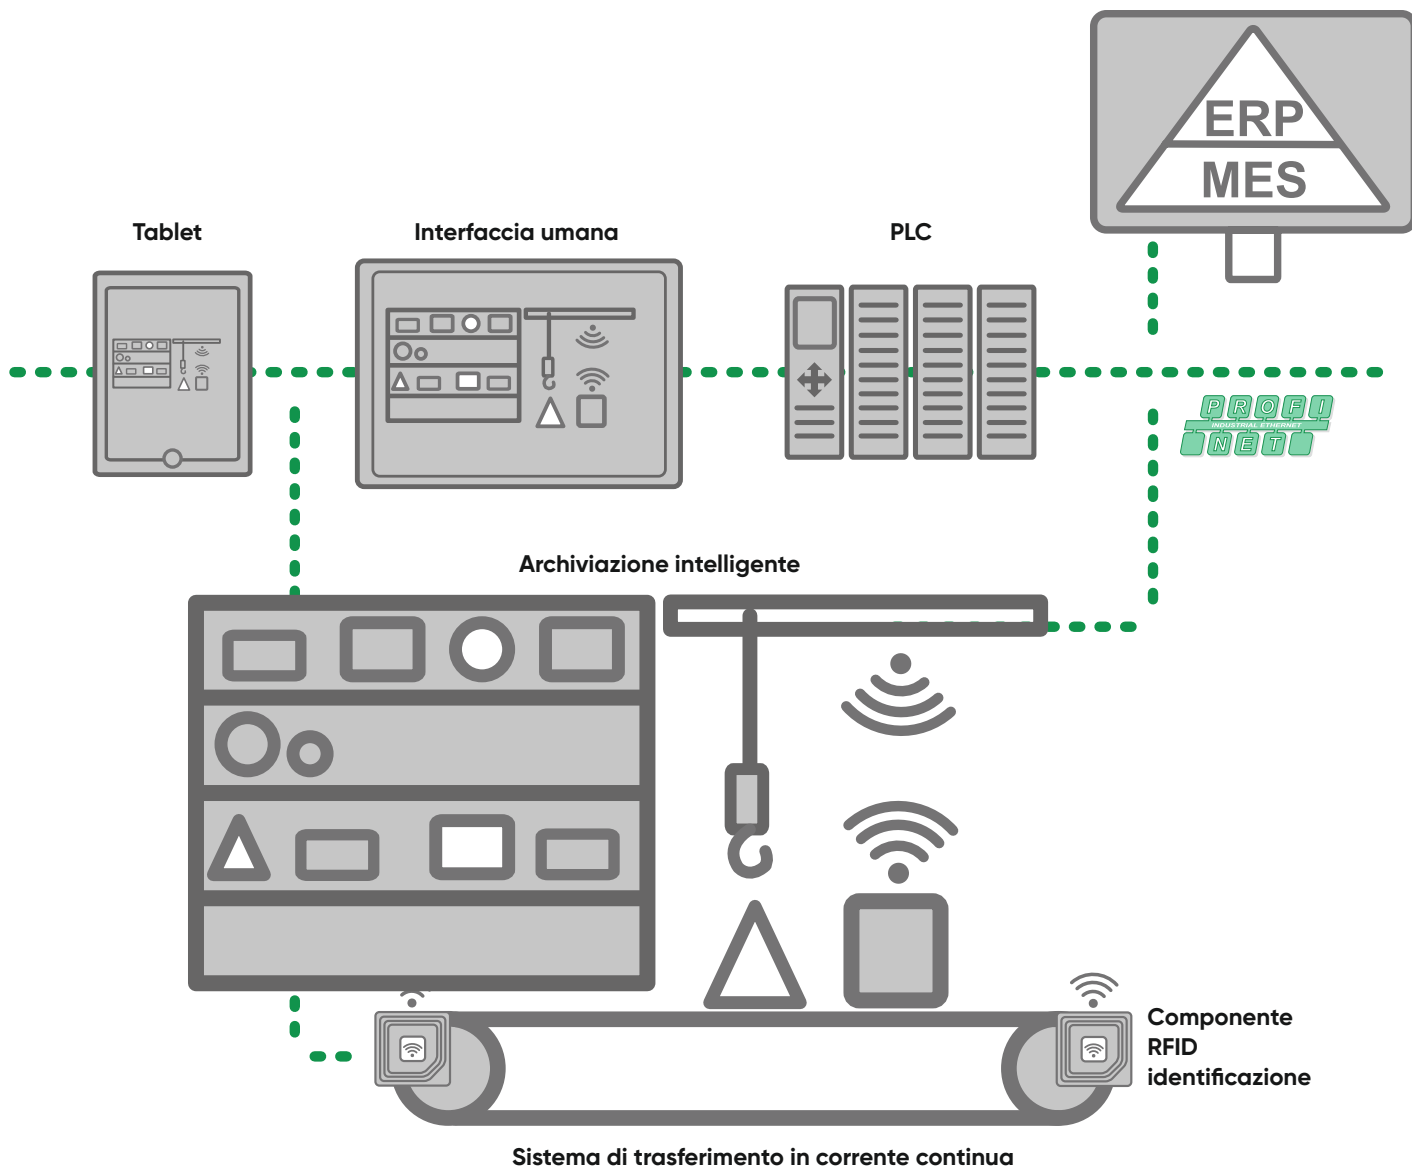 ERP
MES
Tablet
Interfaccia umana
PLC
PROFI
INDUSTRIAL ETHERNET
NET
Archiviazione intelligente
Componente
RFID
identificazione
Sistema di trasferimento in corrente continua